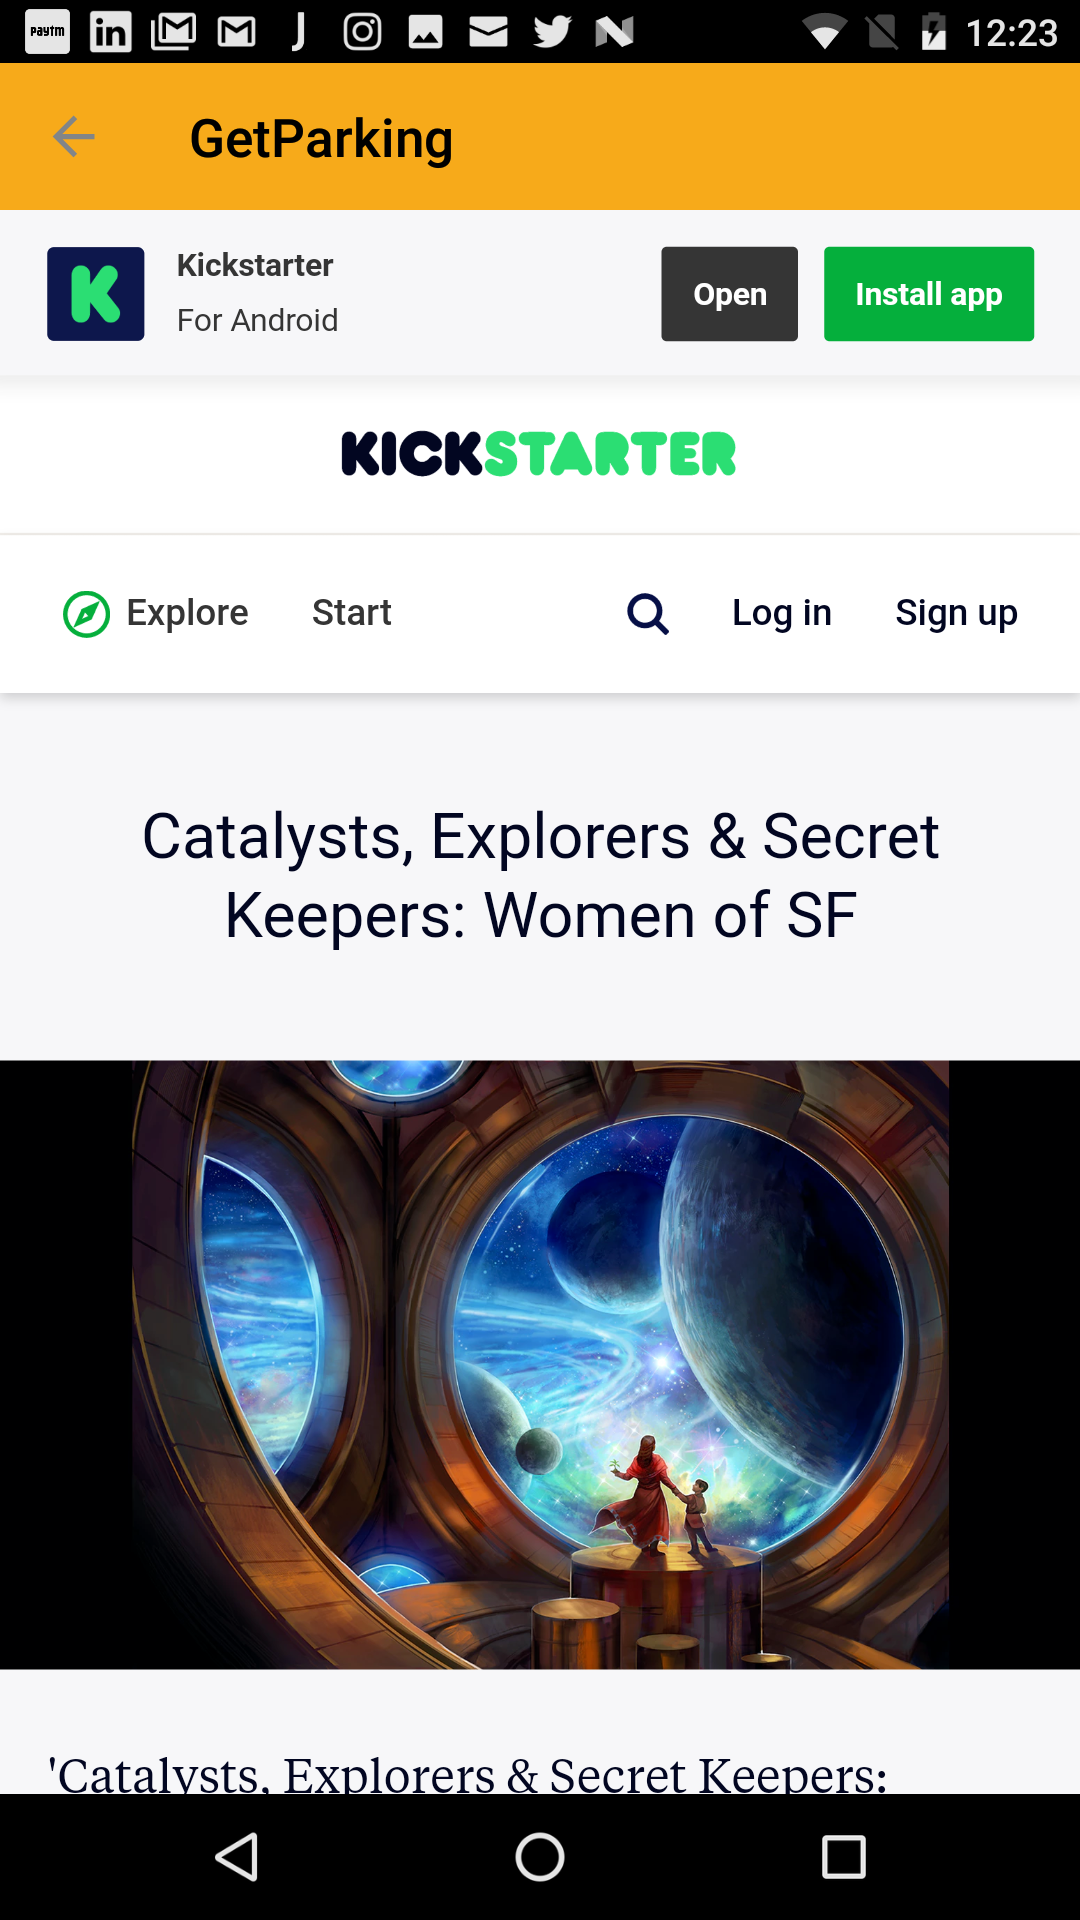 paytm
12:23
GetParking
Kickstarter
For Android
Open
Install app
KICKSTARTER
Explore
Start
Log in
Sign up
Catalysts, Explorers & Secret
Keepers: Women of SF
'Catalysts, Explorers & Secret Keepers: